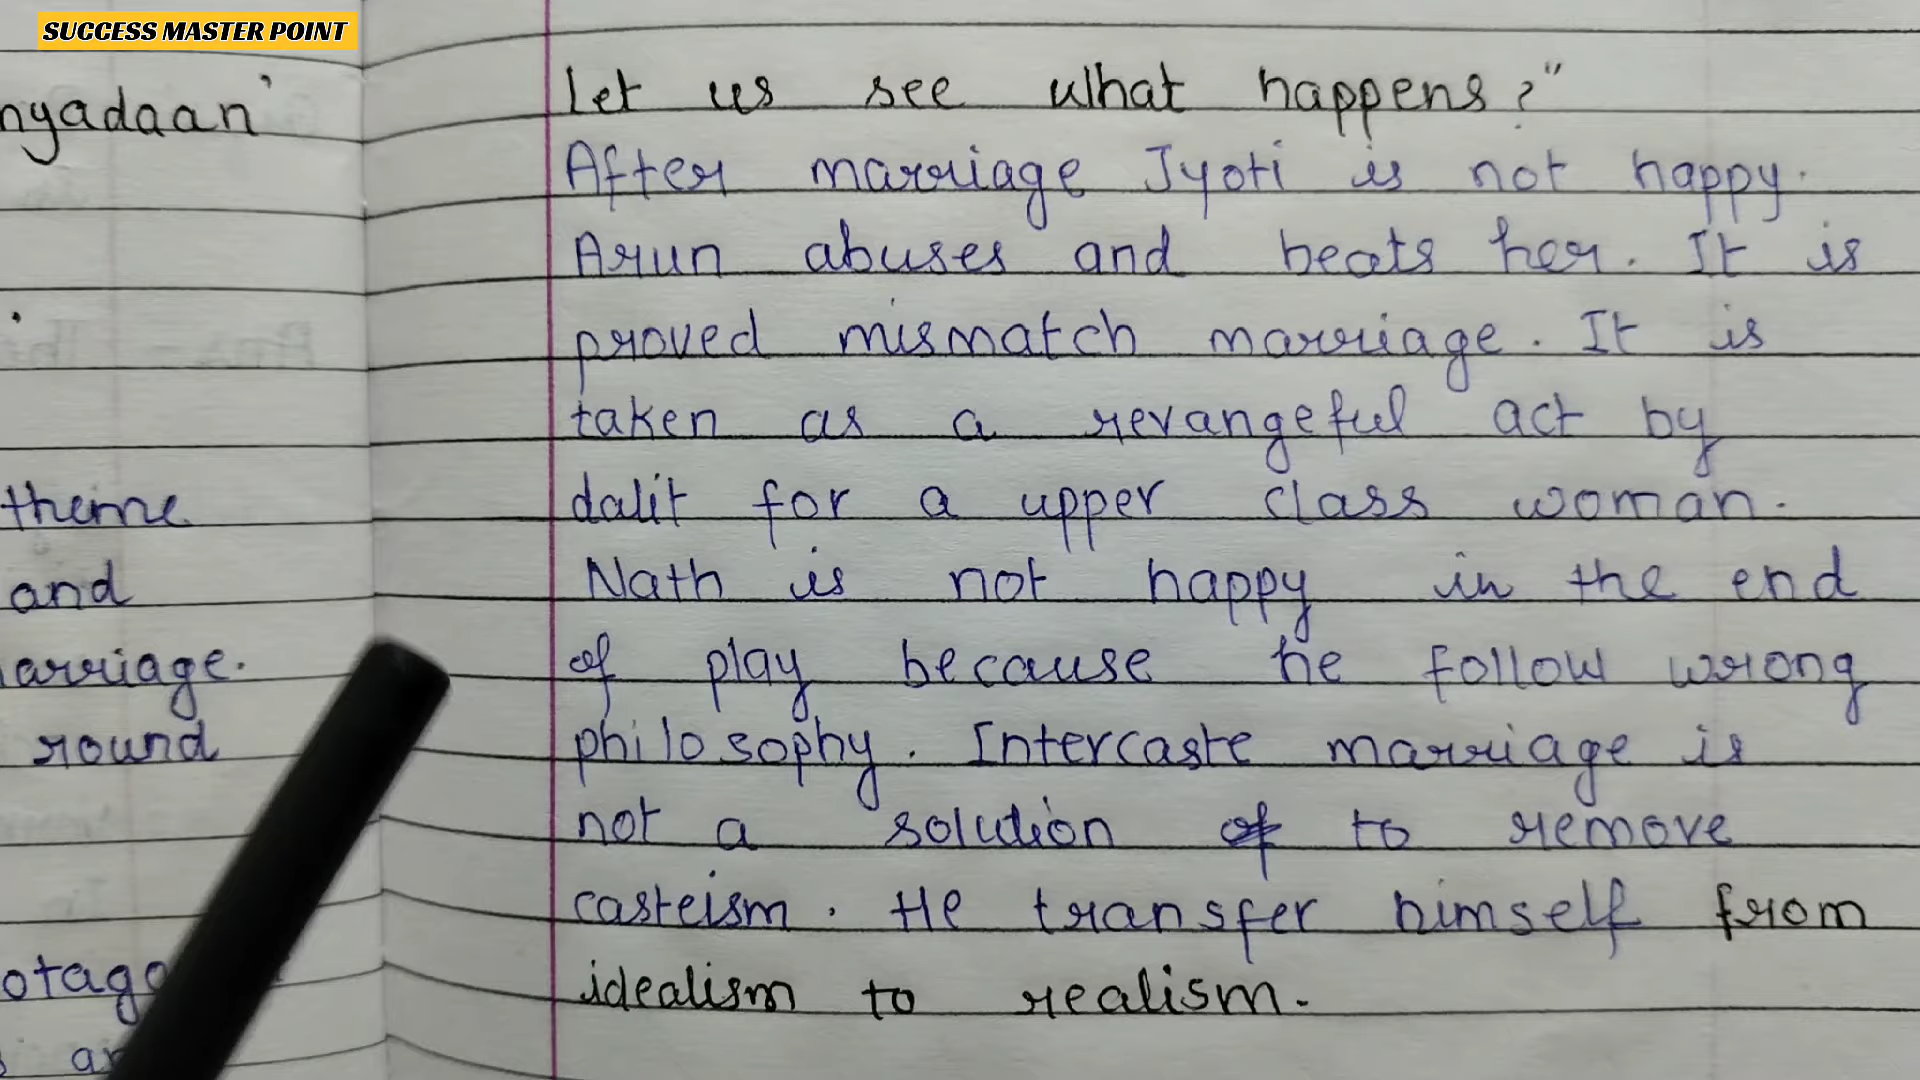 SUCCESS MASTER POINT
nyadaan'
theme
and
arriage.
round
otago
Let us see what happens?"
After marriage Jyoti is not happy.
Arun abuses and beats her. It is
proved mismatch marriage. It is
taken as a revangeful act by
dalit for a upper class woman.
Nath is not happy in the end
of play because he follow wrong
philosophy. Intercaste marriage is
not a solution of to remove
casteism. He transfer himself from
idealism to realism.